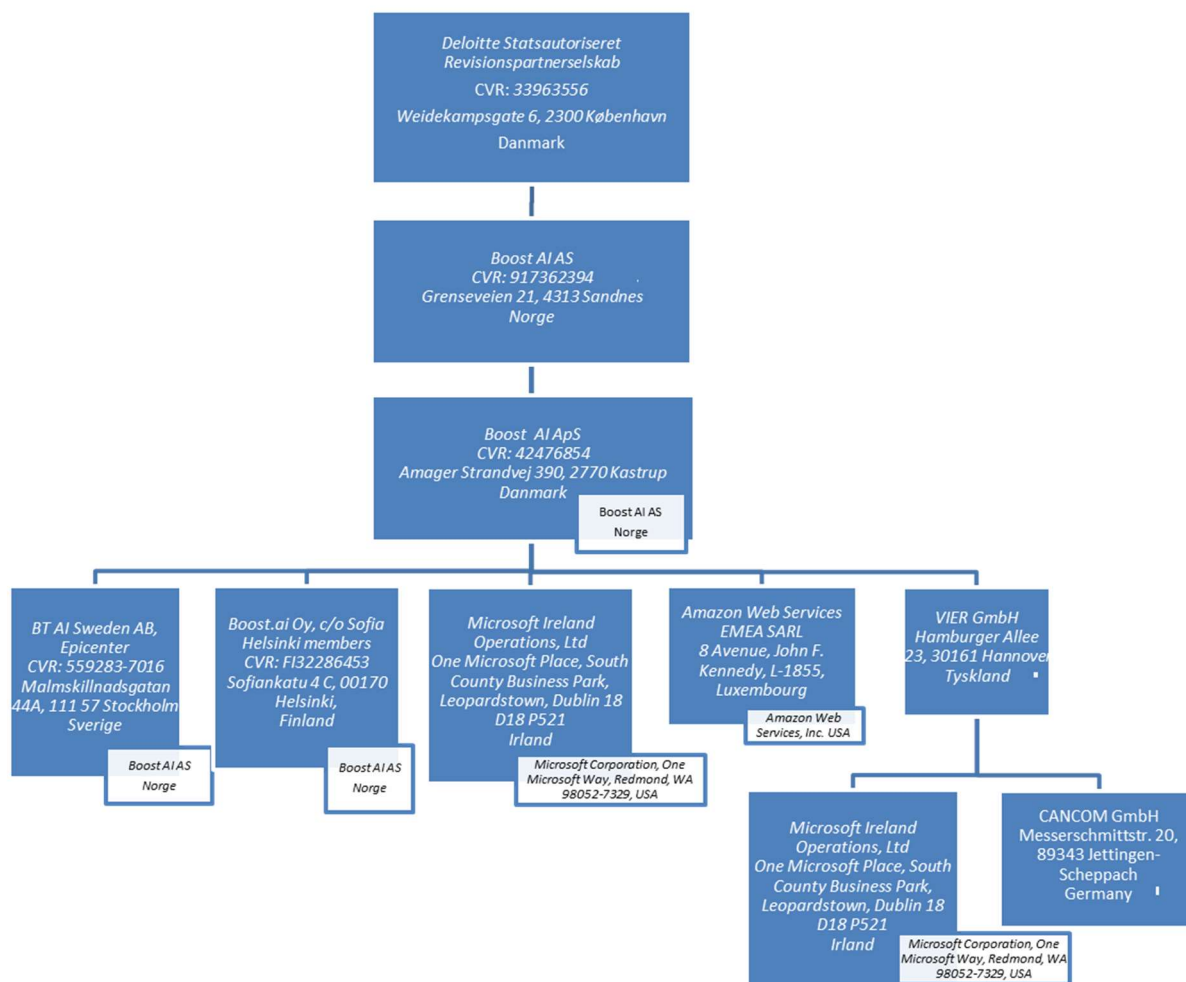 Deloitte Statsautoriseret
Revisionspartnerselskab
CVR: 33963556
Weidekampsgate 6, 2300 København
Danmark
Boost AI AS
CVR: 917362394
Grenseveien 21, 4313 Sandnes
Norge
Boost AI ApS
CVR: 42476854
Amager Strandvej 390, 2770 Kastrup
Danmark
Boost AI AS
Norge
BT AI Sweden AB,
Epicenter
CVR: 559283-7016
Malmskillnadsgatan
44A, 111 57 Stockholm
Sverige
Boost AI AS
Norge
Boost.ai Oy, c/o Sofia
Helsinki members
CVR: FI32286453
Sofiankatu 4 C, 00170
Helsinki,
Finland
Boost AI AS
Norge
Microsoft Ireland
Operations, Ltd
One Microsoft Place, South
County Business Park,
Leopardstown, Dublin 18
D18 P521
Irland
Microsoft Corporation, One
Microsoft Way, Redmond, WA
98052-7329, USA
Amazon Web Services
EMEA SARL
8 Avenue, John F.
Kennedy, L-1855,
Luxembourg
Amazon Web
Services, Inc. USA
VIER GmbH
Hamburger Allee
23, 30161 Hannover
Tyskland
Microsoft Ireland
Operations, Ltd
One Microsoft Place, South
County Business Park,
Leopardstown, Dublin 18
D18 P521
Irland
Microsoft Corporation, One
Microsoft Way, Redmond, WA
98052-7329, USA
CANCOM GmbH
Messerschmittstr. 20,
89343 Jettingen-
Scheppach
Germany